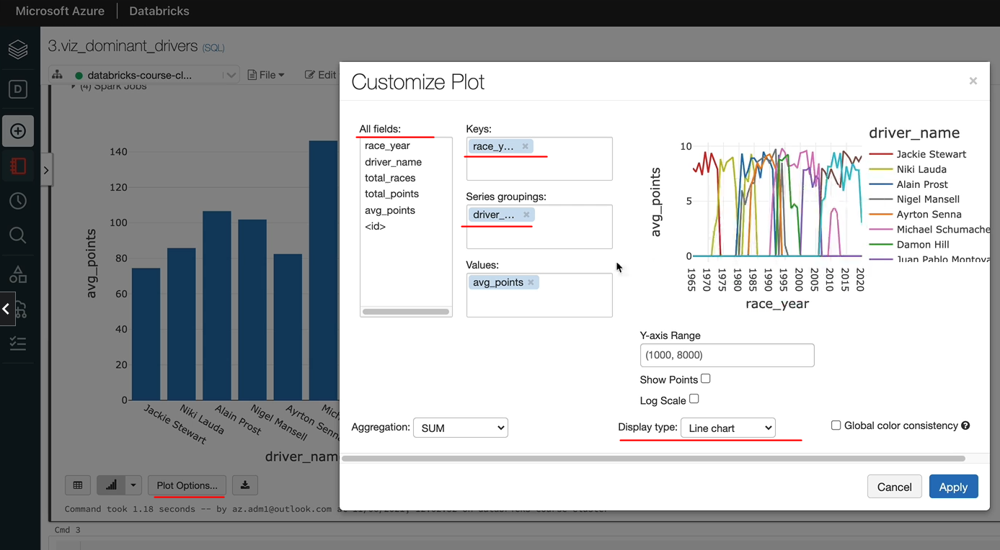 Microsoft Azure | Databricks
3.viz_dominant_drivers (SQL)
databricks-course-cl...
File
Edit
(4) Spark Jobs
140
120
100
80
60
40
20
0
avg_points
Jackie Stewart
Niki Lauda
Alain Prost
Nigel Mansell
Ayrton Senna
Mich
driver_nam
Plot Options...
Command took 1.18 seconds -- by az.adm1@outlook.com
Cmd 3
Customize Plot
All fields:
race_year
driver_name
total_races
total_points
avg_points
<id>
Keys:
race_y... ×
Series groupings:
driver_... ×
Values:
avg_points ×
10
5
0
avg_points
1965
1970
1975
1980
1985
1990
1995
2000
2005
2010
2015
2020
race_year
driver_name
Jackie Stewart
Niki Lauda
Alain Prost
Nigel Mansell
Ayrton Senna
Michael Schumache
Damon Hill
Juan Pablo Montoya
Y-axis Range
(1000, 8000)
Show Points
Log Scale
Aggregation: SUM
Display type: Line chart
Global color consistency
Cancel
Apply